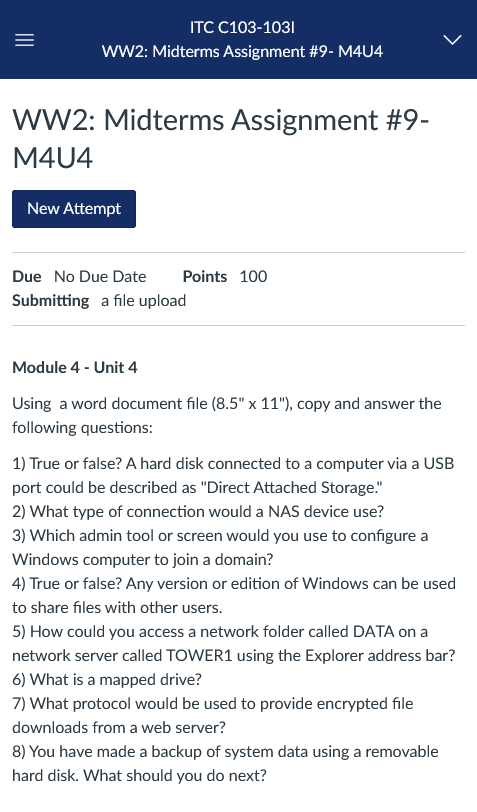 ITC C103-103I
WW2: Midterms Assignment #9- M4U4
WW2: Midterms Assignment #9-
M4U4
New Attempt
Due No Due Date Points 100
Submitting a file upload
Module 4 - Unit 4
Using a word document file (8.5" x 11"), copy and answer the
following questions:
1) True or false? A hard disk connected to a computer via a USB
port could be described as "Direct Attached Storage."
2) What type of connection would a NAS device use?
3) Which admin tool or screen would you use to configure a
Windows computer to join a domain?
4) True or false? Any version or edition of Windows can be used
to share files with other users.
5) How could you access a network folder called DATA on a
network server called TOWER1 using the Explorer address bar?
6) What is a mapped drive?
7) What protocol would be used to provide encrypted file
downloads from a web server?
8) You have made a backup of system data using a removable
hard disk. What should you do next?